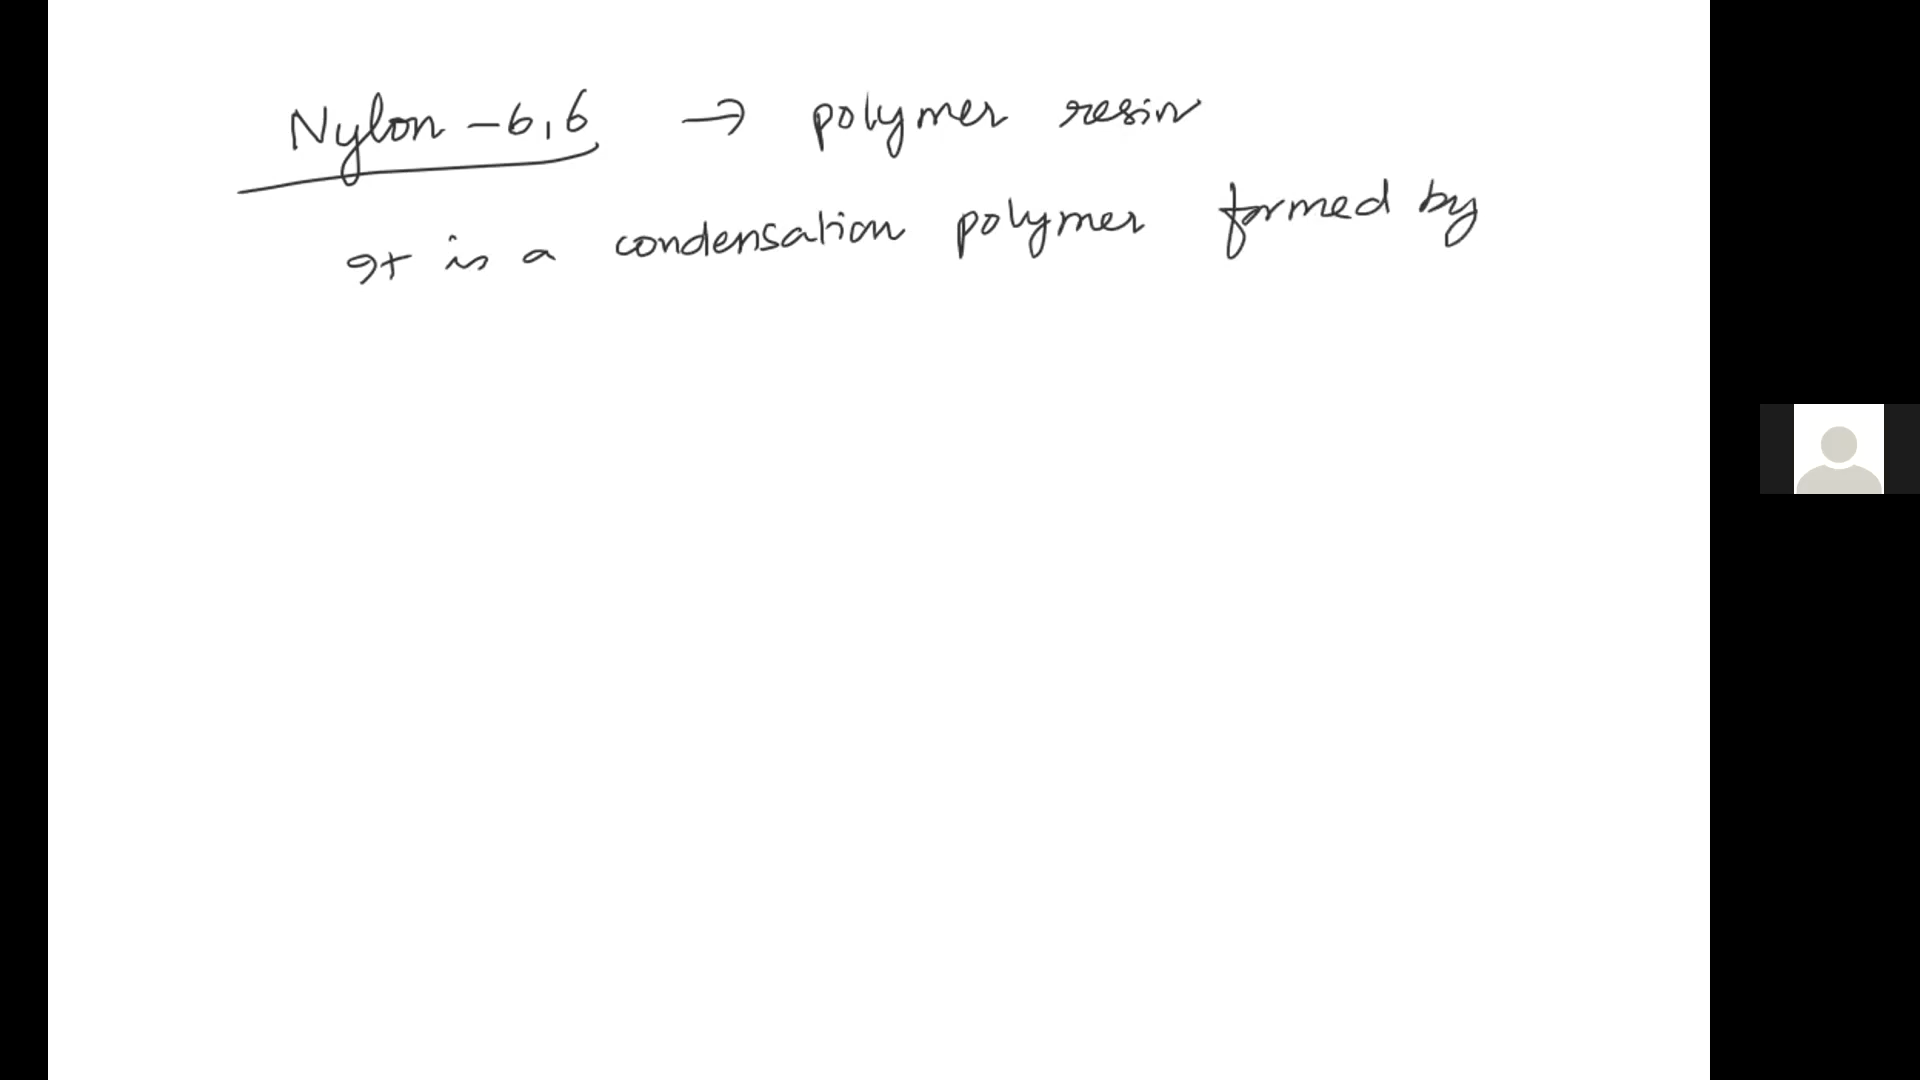 Nylon-6,6 → polymer resin
It is a condensation polymer formed by